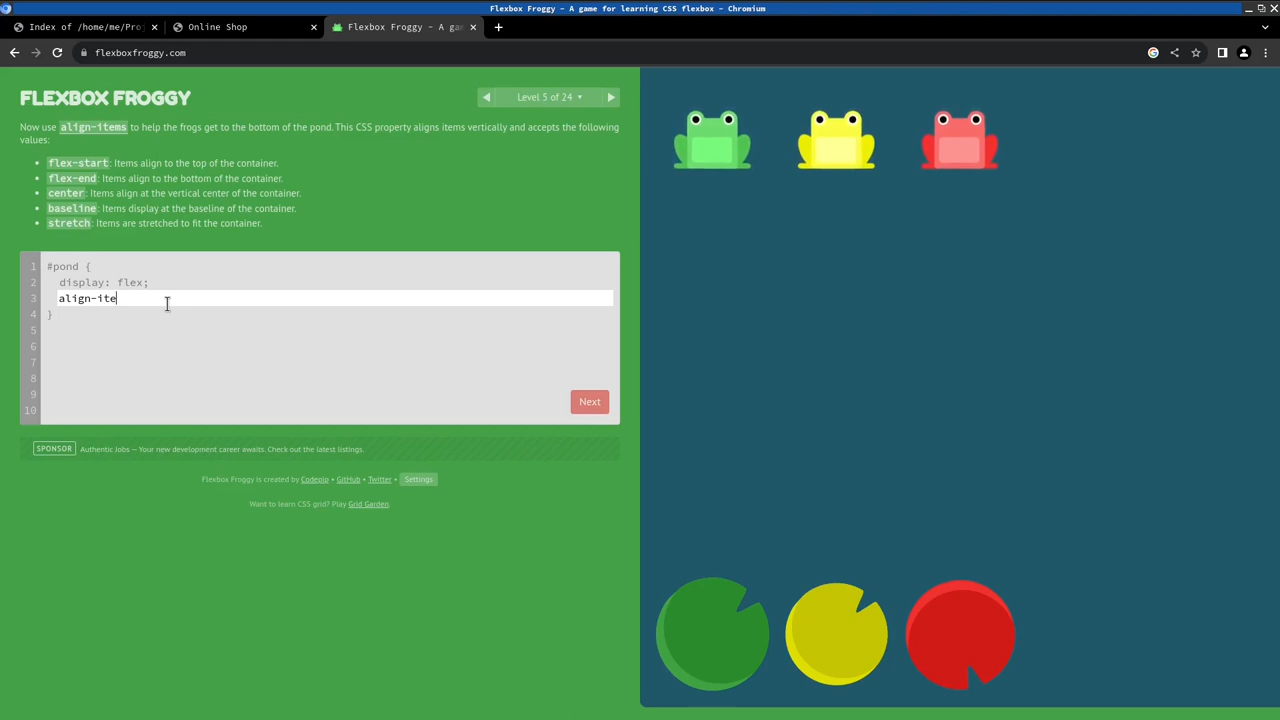 Flexbox Froggy - A game for learning CSS flexbox - Chromium
Index of /home/me/Proj
Online Shop
Flexbox Froggy - A gam
flexboxfroggy.com
FLEXBOX FROGGY
Level 5 of 24
Now use align-items to help the frogs get to the bottom of the pond. This CSS property aligns items vertically and accepts the following
values:
• flex-start: Items align to the top of the container.
• flex-end: Items align to the bottom of the container.
• center: Items align at the vertical center of the container.
• baseline: Items display at the baseline of the container.
• stretch: Items are stretched to fit the container.
1 #pond {
2 display: flex;
3 align-ite
4 }
5
6
7
8
9
10
Next
SPONSOR Authentic Jobs — Your new development career awaits. Check out the latest listings.
Flexbox Froggy is created by Codepip • GitHub • Twitter • Settings
Want to learn CSS grid? Play Grid Garden.